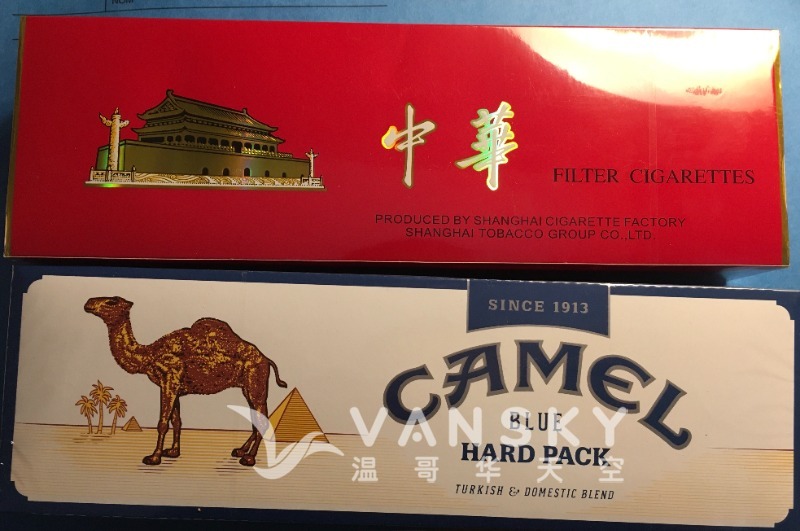 中華
FILTER CIGARETTES
PRODUCED BY SHANGHAI CIGARETTE FACTORY
SHANGHAI TOBACCO GROUP CO.,LTD.
SINCE 1913
CAMEL
BLUE
HARD PACK
TURKISH & DOMESTIC BLEND
VANSKY
温哥华天空